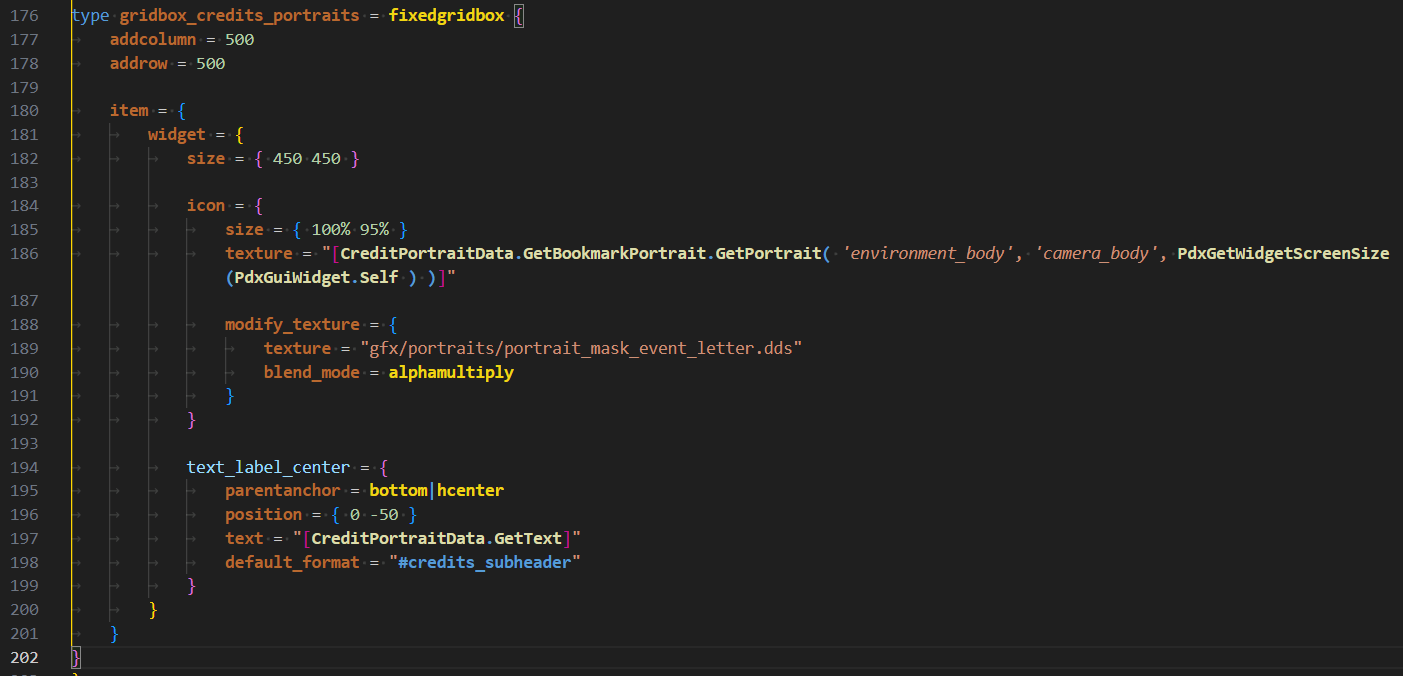 176 type gridbox_credits_portraits = fixedgridbox {
177 addcolumn = 500
178 addrow = 500
179
180 item = {
181 widget = {
182 size = { 450 450 }
183
184 icon = {
185 size = { 100% 95% }
186 texture = "[CreditPortraitData.GetBookmarkPortrait.GetPortrait( 'environment_body', 'camera_body', PdxGetWidgetScreenSize
(PdxGuiWidget.Self ) )]"
187
188 modify_texture = {
189 texture = "gfx/portraits/portrait_mask_event_letter.dds"
190 blend_mode = alphamultiply
191 }
192 }
193
194 text_label_center = {
195 parentanchor = bottom|hcenter
196 position = { 0 -50 }
197 text = "[CreditPortraitData.GetText]"
198 default_format = "#credits_subheader"
199 }
200 }
201 }
202 }